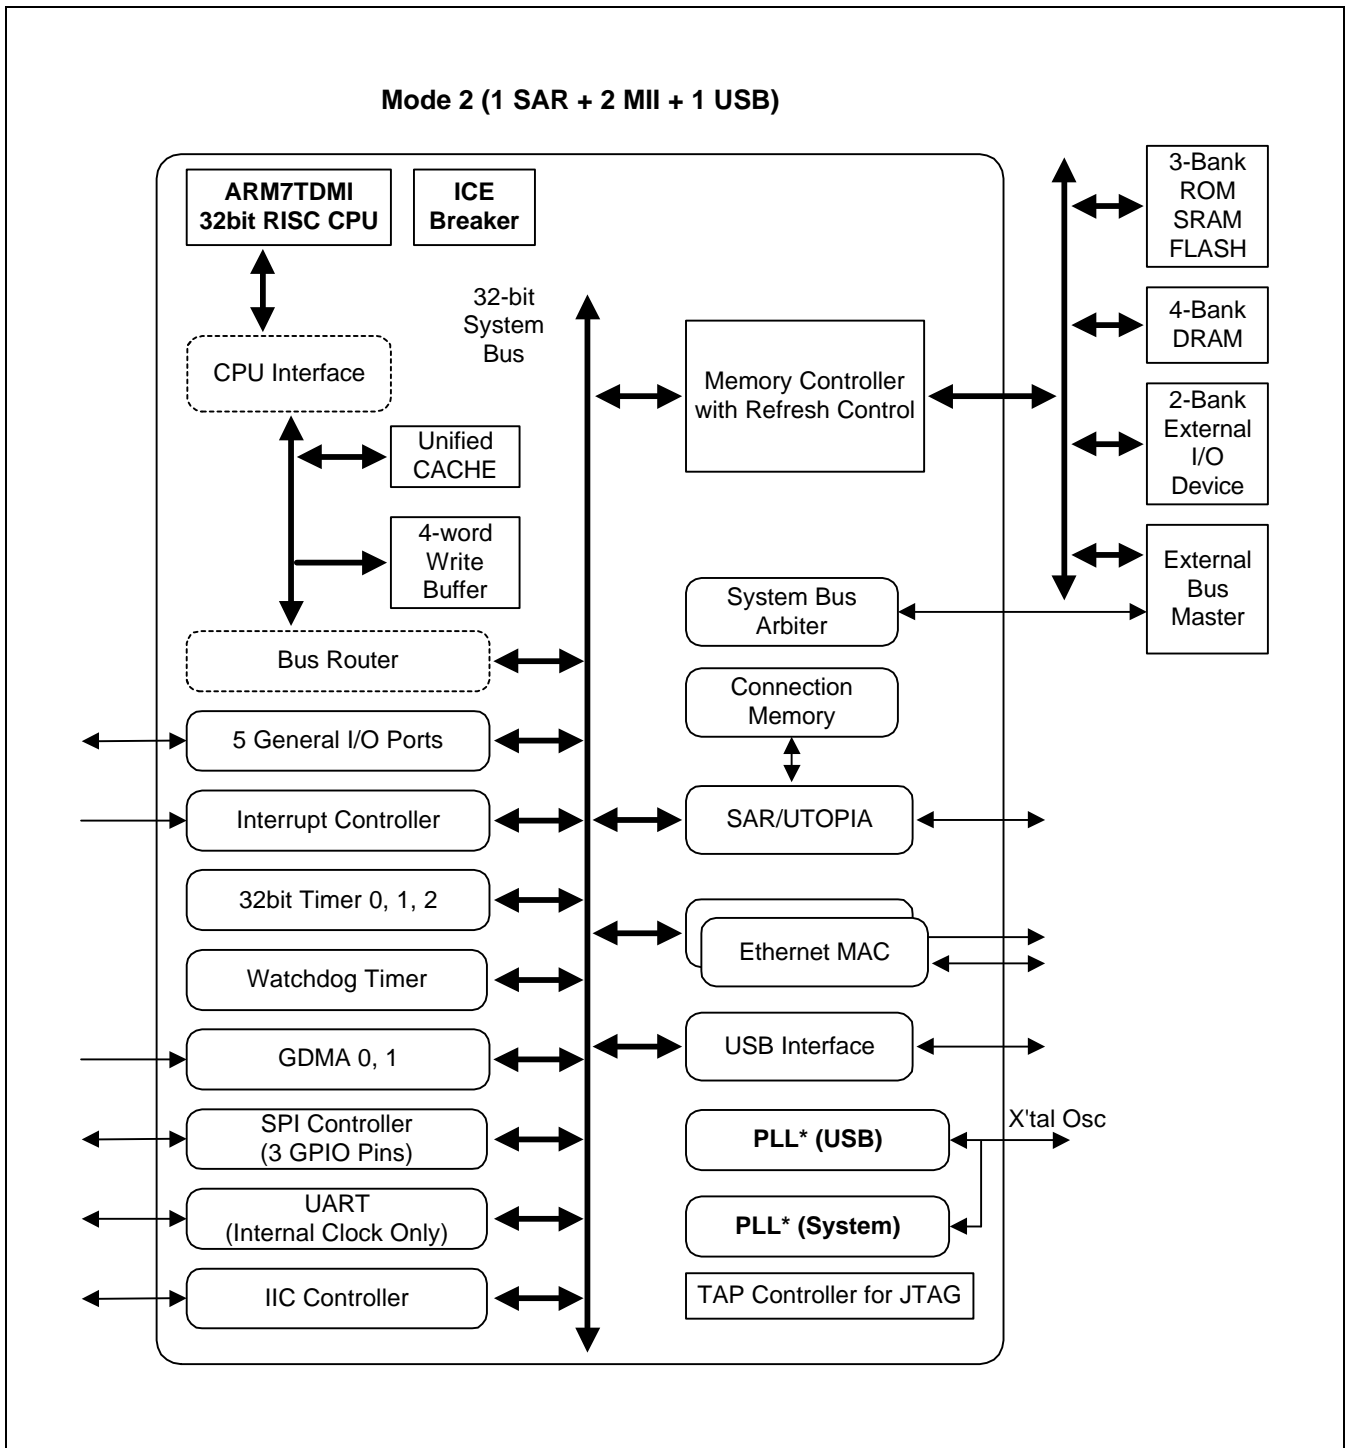 Mode 2 (1 SAR + 2 MII + 1 USB)
ARM7TDMI
32bit RISC CPU
ICE
Breaker
CPU Interface
Unified
CACHE
4-word
Write
Buffer
Bus Router
5 General I/O Ports
Interrupt Controller
32bit Timer 0, 1, 2
Watchdog Timer
GDMA 0, 1
SPI Controller
(3 GPIO Pins)
UART
(Internal Clock Only)
IIC Controller
32-bit
System
Bus
Memory Controller
with Refresh Control
System Bus
Arbiter
Connection
Memory
SAR/UTOPIA
Ethernet MAC
USB Interface
PLL* (USB)
X'tal Osc
PLL* (System)
TAP Controller for JTAG
3-Bank
ROM
SRAM
FLASH
4-Bank
DRAM
2-Bank
External
I/O
Device
External
Bus
Master